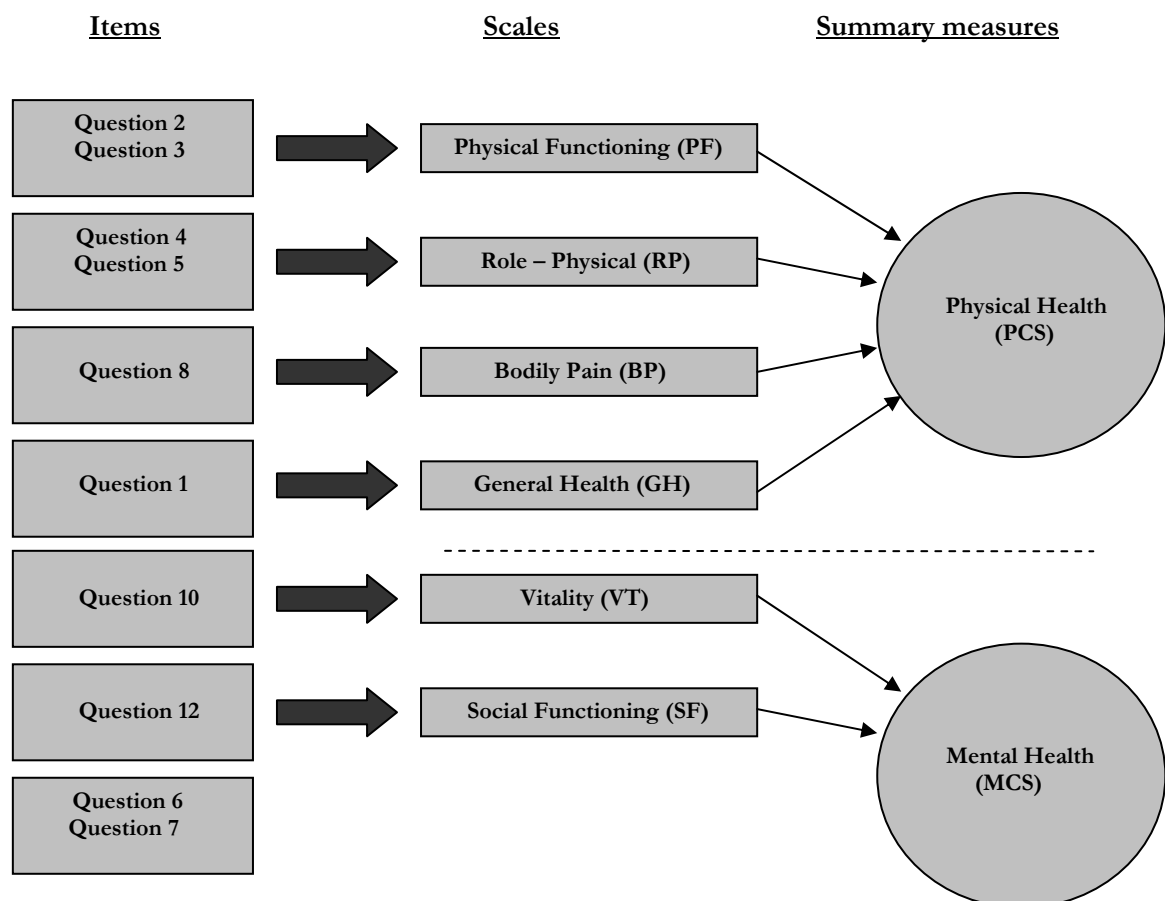 Items
Scales
Summary measures
Question 2
Question 3
Physical Functioning (PF)
Question 4
Question 5
Role – Physical (RP)
Physical Health
(PCS)
Question 8
Bodily Pain (BP)
Question 1
General Health (GH)
Question 10
Vitality (VT)
Question 12
Social Functioning (SF)
Mental Health
(MCS)
Question 6
Question 7